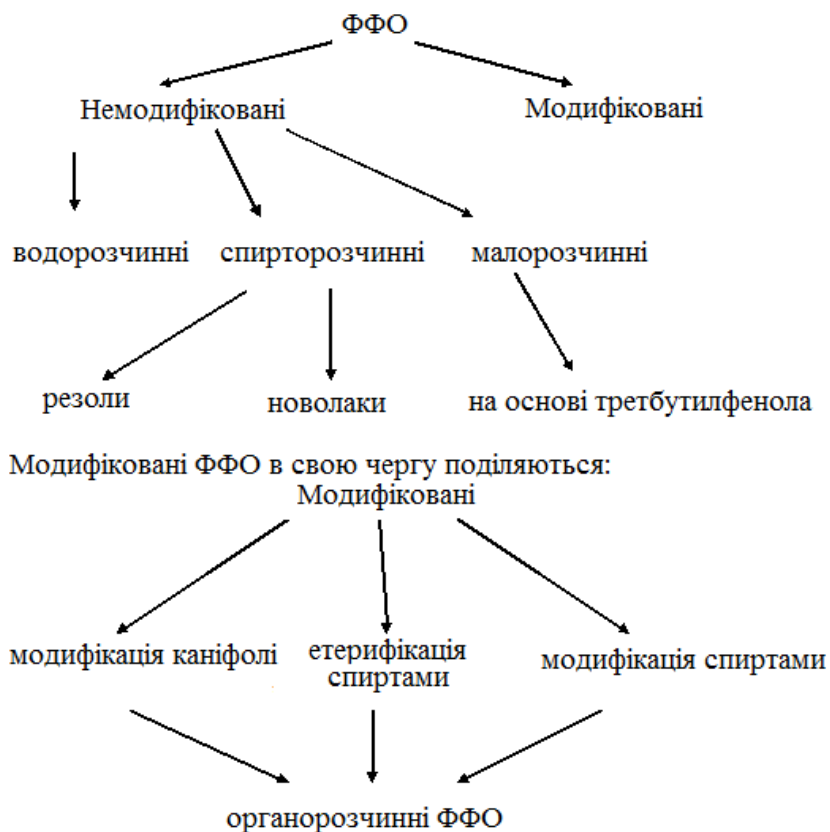 ФФО
Немодифіковані Модифіковані
водорозчинні спирторозчинні малорозчинні
резоли новолаки на основі третбутилфенола
Модифіковані ФФО в свою чергу поділяються:
Модифіковані
модифікація каніфолі етерифікація спиртами модифікація спиртами
органорозчинні ФФО